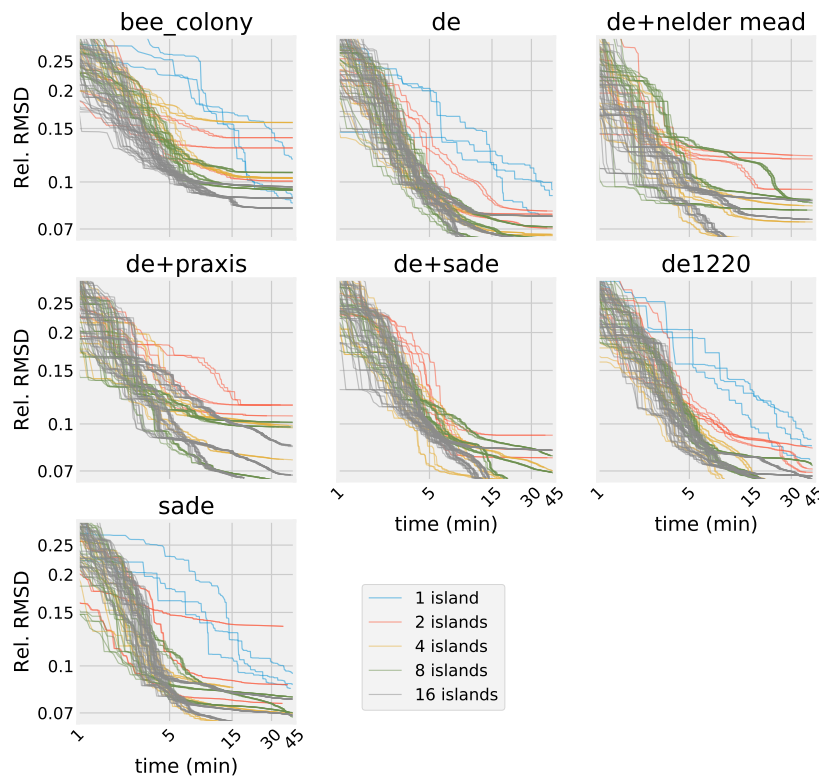 bee_colony
de
de+nelder mead
Rel. RMSD
0.25
0.2
0.15
0.1
0.07
de+praxis
de+sade
de1220
Rel. RMSD
0.25
0.2
0.15
0.1
0.07
1 5 15 30 45
time (min)
1 5 15 30 45
time (min)
sade
Rel. RMSD
0.25
0.2
0.15
0.1
0.07
1 5 15 30 45
time (min)
1 island
2 islands
4 islands
8 islands
16 islands